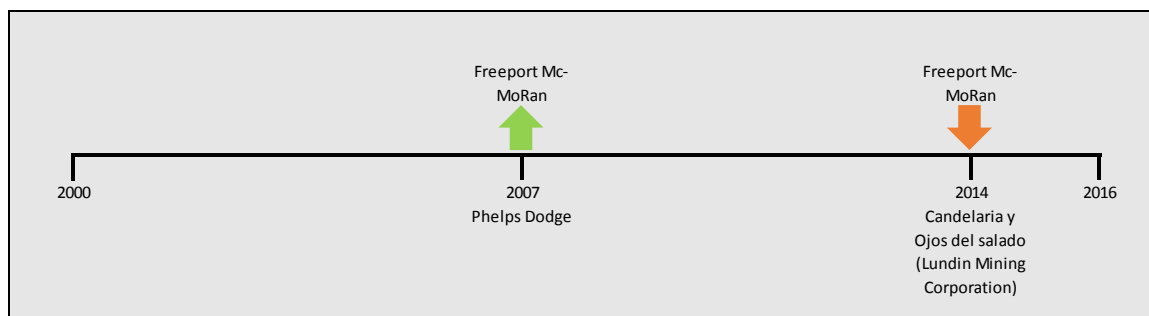 Freeport Mc-
MoRan
Freeport Mc-
MoRan
2000
2007
2014
2016
Phelps Dodge
Candelaria y
Ojos del salado
(Lundin Mining
Corporation)